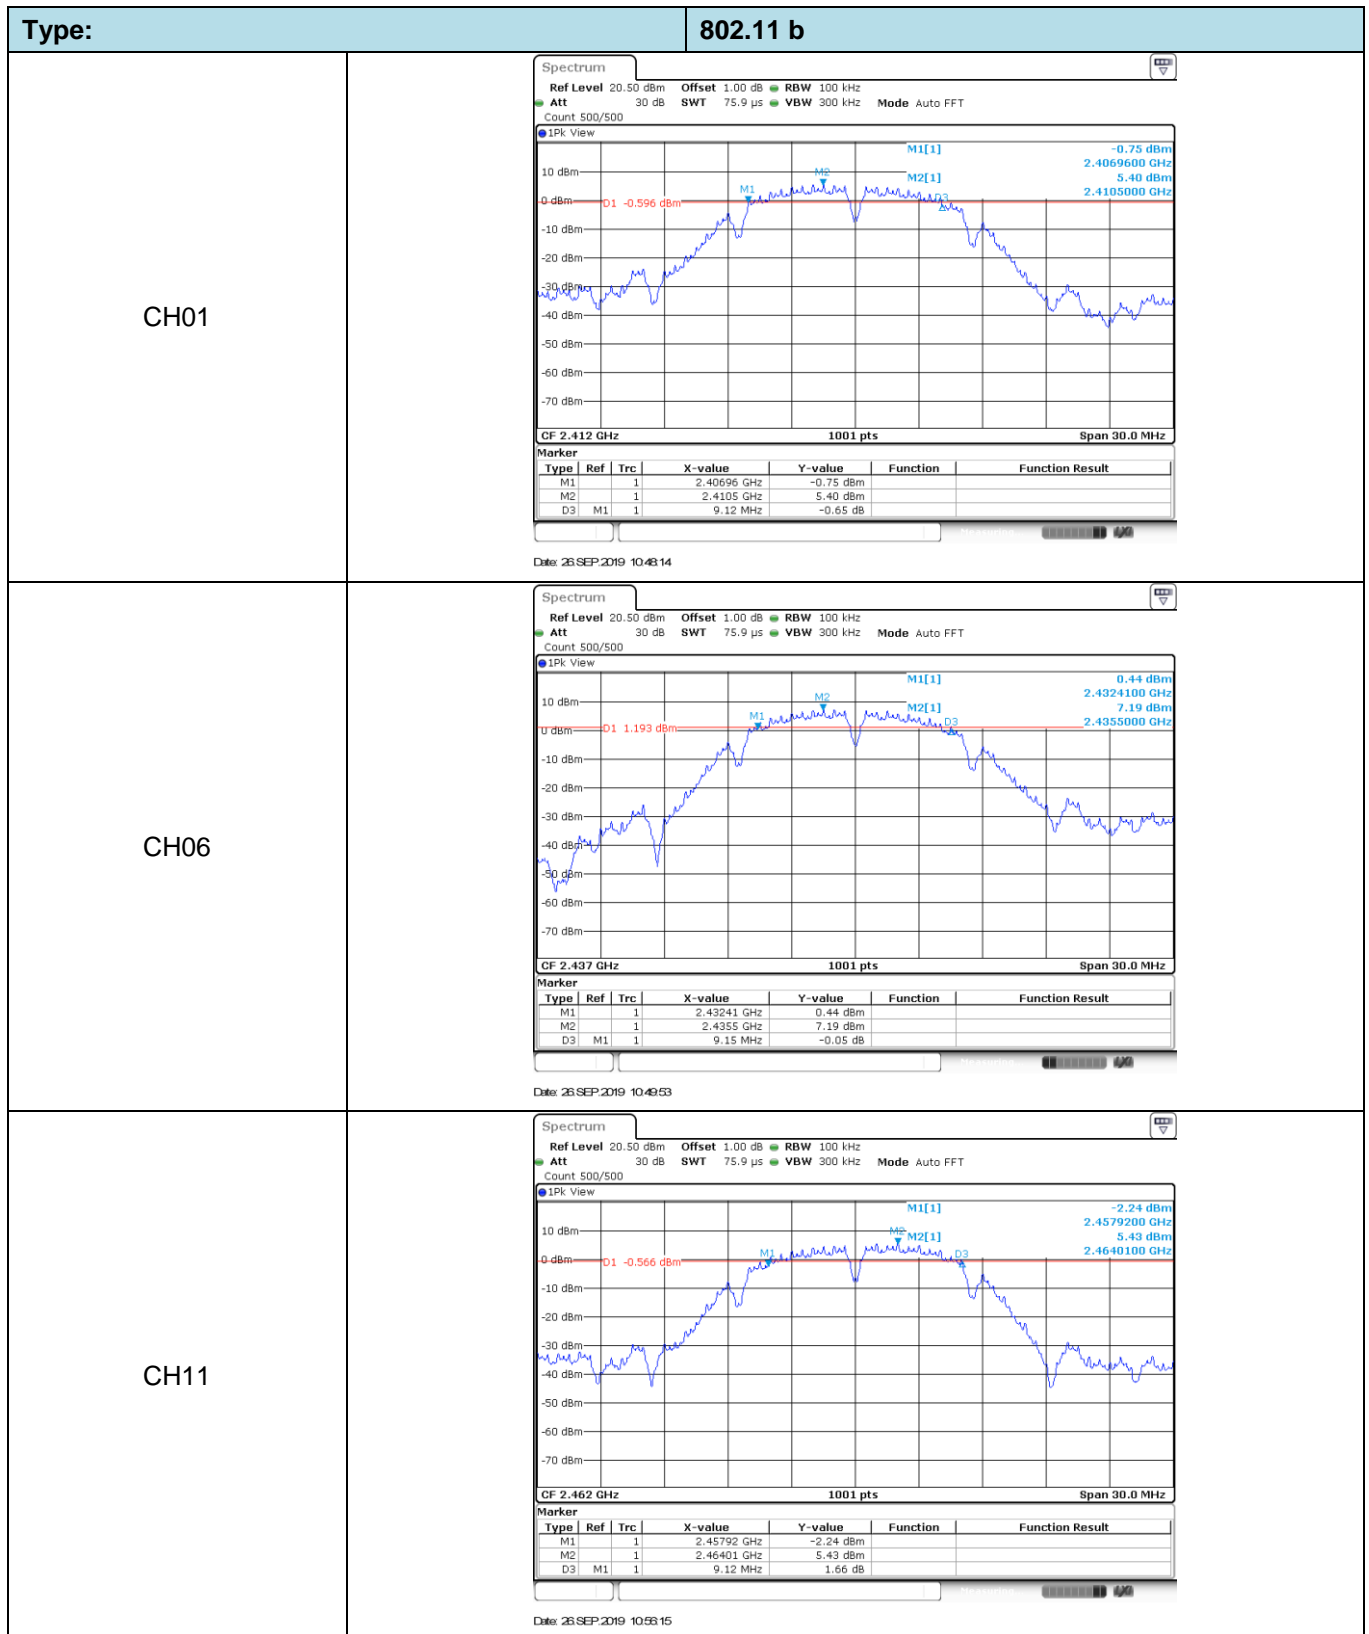 Type: 802.11 b
CH01
Spectrum
Ref Level 20.50 dBm Offset 1.00 dB RBW 100 kHz
Att 30 dB SWT 75.9 µs VBW 300 kHz Mode Auto FFT
Count 500/500
1Pk View
M1[1] -0.75 dBm
2.4069600 GHz
M2[1] 5.40 dBm
2.4105000 GHz
M1
M2
D3
D1 -0.596 dBm
10 dBm
0 dBm
-10 dBm
-20 dBm
-30 dBm
-40 dBm
-50 dBm
-60 dBm
-70 dBm
CF 2.412 GHz 1001 pts Span 30.0 MHz
Marker
Type Ref Trc X-value Y-value Function Function Result
M1 1 2.40696 GHz -0.75 dBm
M2 1 2.4105 GHz 5.40 dBm
D3 M1 1 9.12 MHz -0.65 dB
Measuring
Date: 26.SEP.2019 10:48:14
CH06
Spectrum
Ref Level 20.50 dBm Offset 1.00 dB RBW 100 kHz
Att 30 dB SWT 75.9 µs VBW 300 kHz Mode Auto FFT
Count 500/500
1Pk View
M1[1] 0.44 dBm
2.4324100 GHz
M2[1] 7.19 dBm
2.4355000 GHz
M1
M2
D3
D1 1.193 dBm
10 dBm
0 dBm
-10 dBm
-20 dBm
-30 dBm
-40 dBm
-50 dBm
-60 dBm
-70 dBm
CF 2.437 GHz 1001 pts Span 30.0 MHz
Marker
Type Ref Trc X-value Y-value Function Function Result
M1 1 2.43241 GHz 0.44 dBm
M2 1 2.4355 GHz 7.19 dBm
D3 M1 1 9.15 MHz -0.05 dB
Measuring
Date: 26.SEP.2019 10:49:53
CH11
Spectrum
Ref Level 20.50 dBm Offset 1.00 dB RBW 100 kHz
Att 30 dB SWT 75.9 µs VBW 300 kHz Mode Auto FFT
Count 500/500
1Pk View
M1[1] -2.24 dBm
2.4579200 GHz
M2[1] 5.43 dBm
2.4640100 GHz
M1
M2
D3
D1 -0.566 dBm
10 dBm
0 dBm
-10 dBm
-20 dBm
-30 dBm
-40 dBm
-50 dBm
-60 dBm
-70 dBm
CF 2.462 GHz 1001 pts Span 30.0 MHz
Marker
Type Ref Trc X-value Y-value Function Function Result
M1 1 2.45792 GHz -2.24 dBm
M2 1 2.46401 GHz 5.43 dBm
D3 M1 1 9.12 MHz 1.66 dB
Measuring
Date: 26.SEP.2019 10:56:15